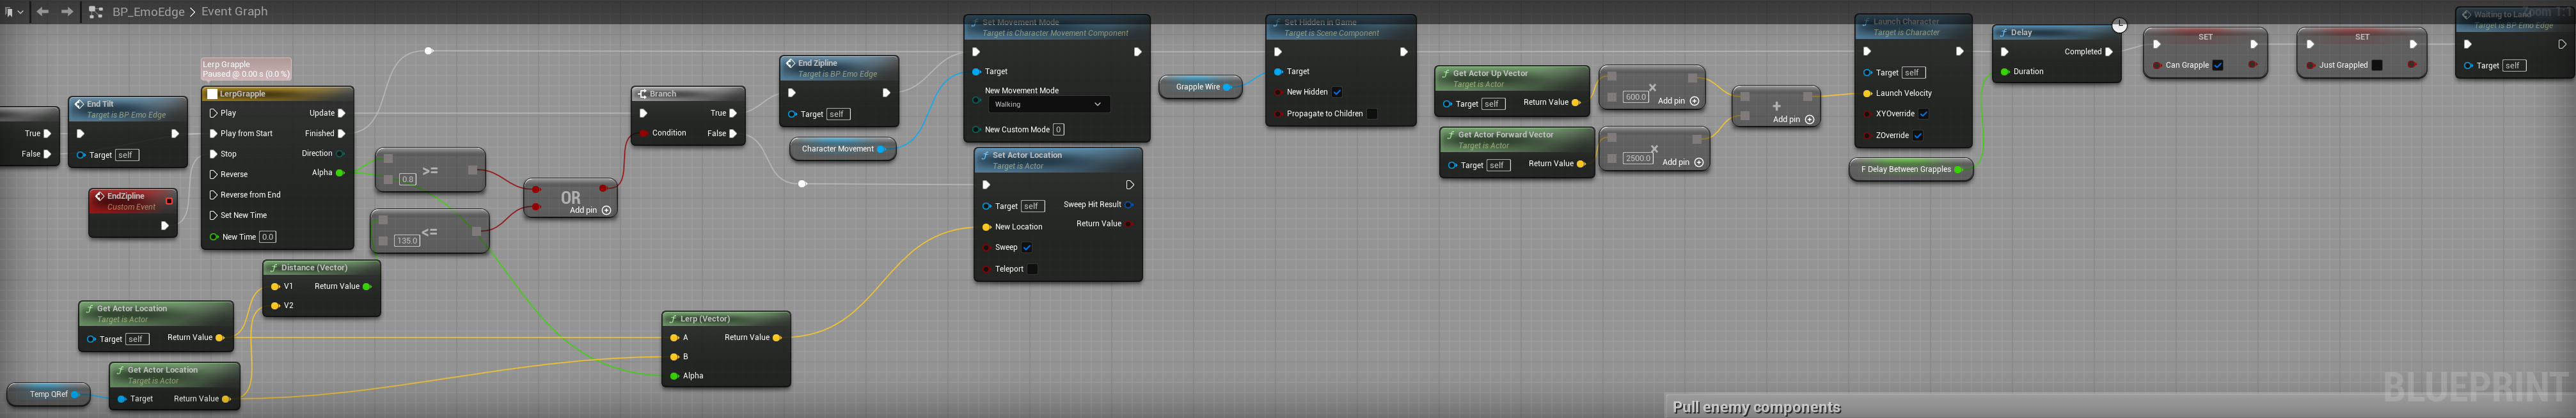 BP_EmoEdge > Event Graph
Zoom 1:1
True
False
End Tilt
Target is BP Emo Edge
Target self
EndZipline
Custom Event
Lerp Grapple
Paused @ 0.00 s (0.0 %)
LerpGrapple
Play
Play from Start
Stop
Reverse
Reverse from End
Set New Time
New Time 0.0
Update
Finished
Direction
Alpha
>=
0.8
<=
135.0
OR
Add pin
Distance (Vector)
V1
V2
Return Value
Get Actor Location
Target is Actor
Target self
Return Value
Temp QRef
Get Actor Location
Target is Actor
Target
Return Value
Branch
Condition
True
False
Lerp (Vector)
A
B
Alpha
Return Value
End Zipline
Target is BP Emo Edge
Target self
Character Movement
Set Movement Mode
Target is Character Movement Component
Target
New Movement Mode
Walking
New Custom Mode 0
Set Actor Location
Target is Actor
Target self
New Location
Sweep
Teleport
Sweep Hit Result
Return Value
Grapple Wire
Set Hidden in Game
Target is Scene Component
Target
New Hidden
Propagate to Children
Get Actor Up Vector
Target is Actor
Target self
Return Value
Get Actor Forward Vector
Target is Actor
Target self
Return Value
×
600.0
Add pin
×
2500.0
Add pin
+
Add pin
Launch Character
Target is Character
Target self
Launch Velocity
XYOverride
ZOverride
F Delay Between Grapples
Delay
Completed
Duration
SET
Can Grapple
SET
Just Grappled
Waiting to Land
Target is BP Emo Edge
Target self
Pull enemy components
BLUEPRINT